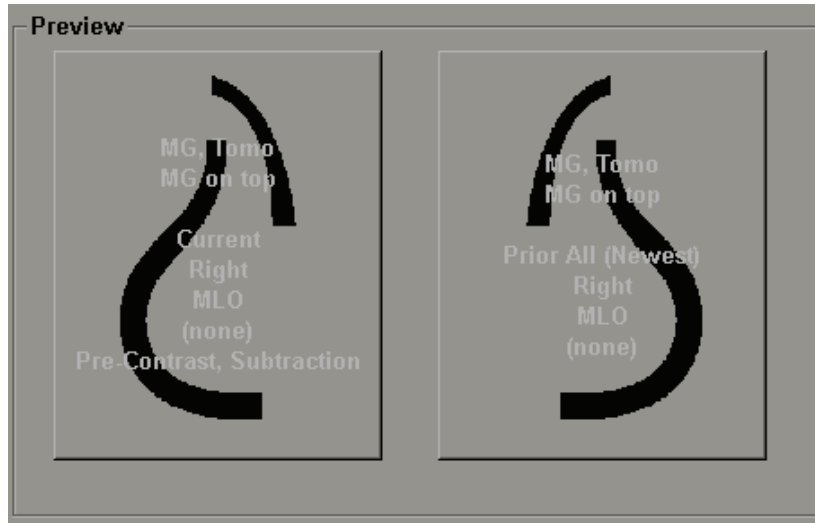 Preview
MG, Tomo
MG on top
Current
Right
MLO
(none)
Pre-Contrast, Subtraction
MG, Tomo
MG on top
Prior All (Newest)
Right
MLO
(none)